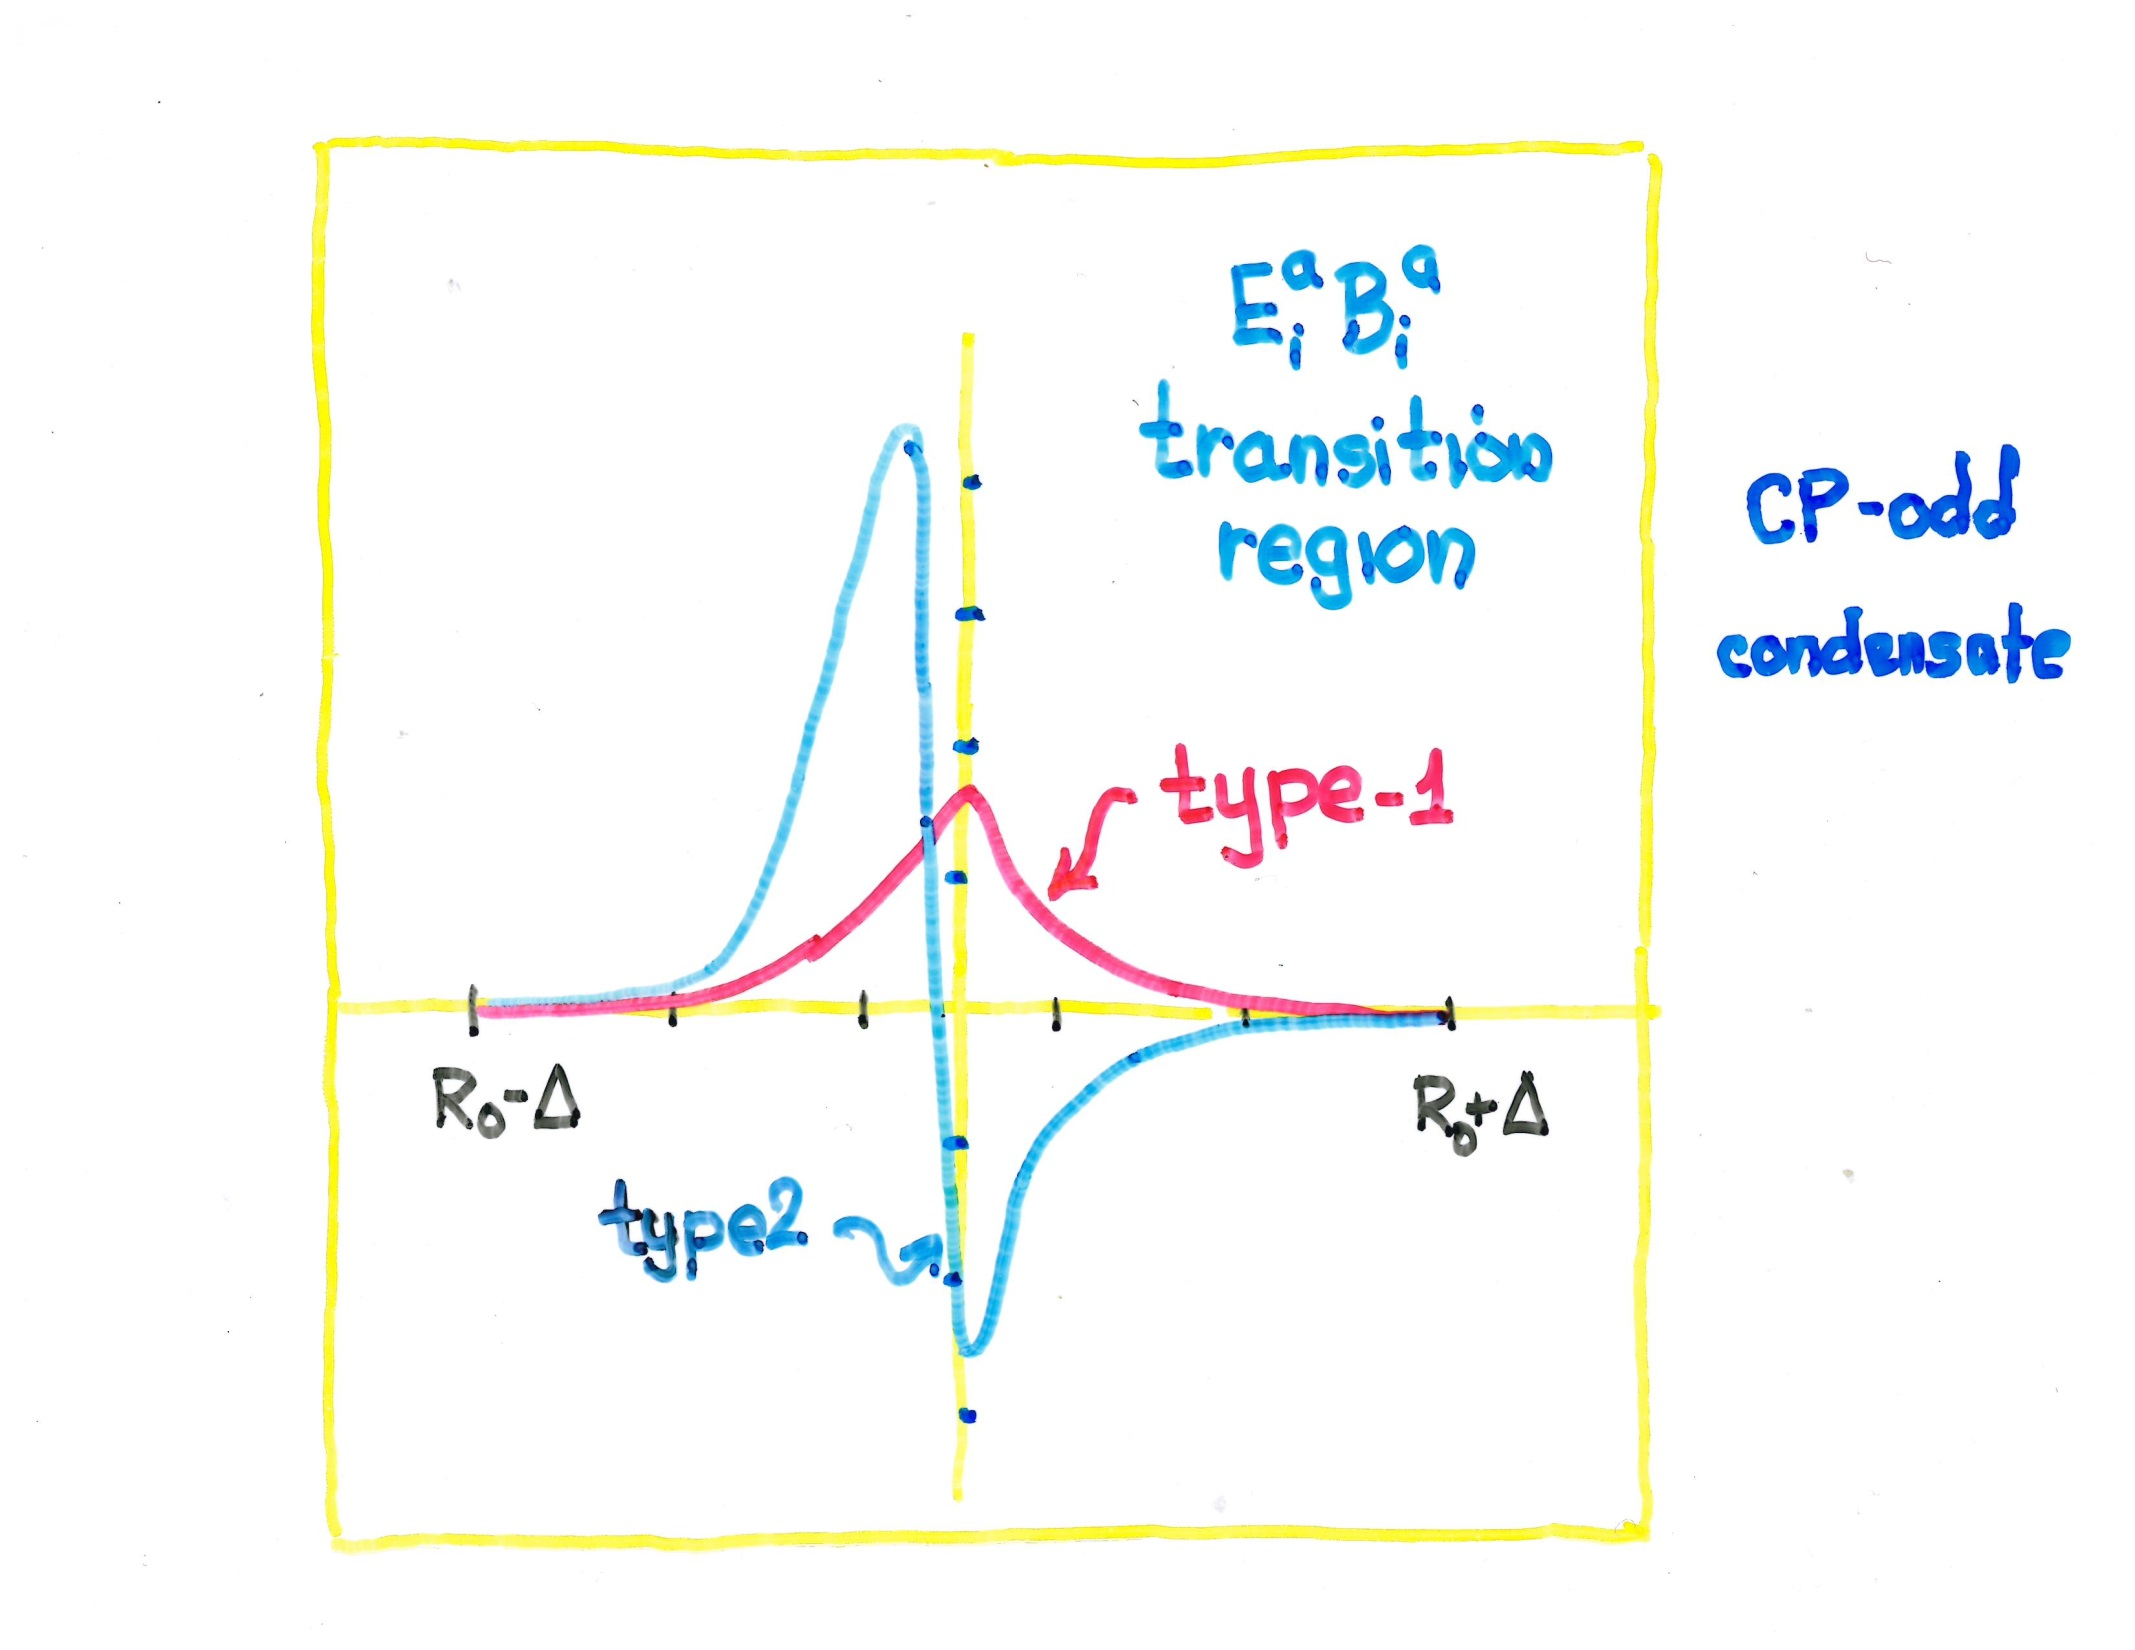 E_i^a B_i^a
transition
region
CP-odd
condensate
type-1
R₀-Δ
R₀+Δ
type2